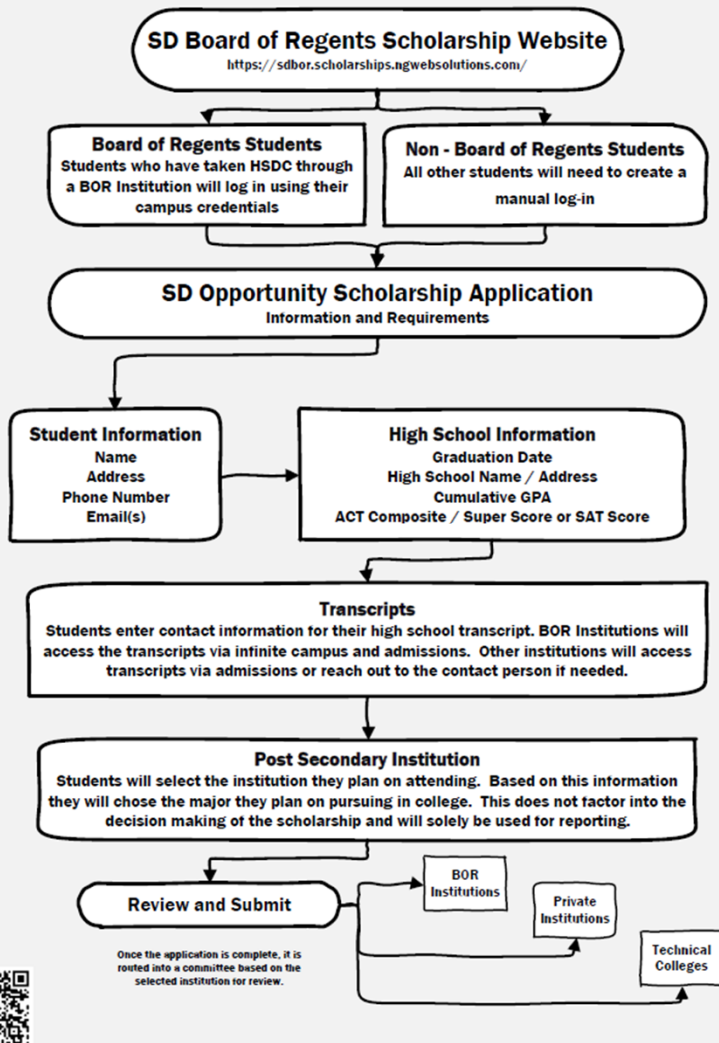 SD Board of Regents Scholarship Website
https://sdbor.scholarships.ngwebsolutions.com/
Board of Regents Students
Students who have taken HSDC through
a BOR Institution will log in using their
campus credentials
Non - Board of Regents Students
All other students will need to create a
manual log-in
SD Opportunity Scholarship Application
Information and Requirements
Student Information
Name
Address
Phone Number
Email(s)
High School Information
Graduation Date
High School Name / Address
Cumulative GPA
ACT Composite / Super Score or SAT Score
Transcripts
Students enter contact information for their high school transcript. BOR Institutions will
access the transcripts via infinite campus and admissions. Other institutions will access
transcripts via admissions or reach out to the contact person if needed.
Post Secondary Institution
Students will select the institution they plan on attending. Based on this information
they will chose the major they plan on pursuing in college. This does not factor into the
decision making of the scholarship and will solely be used for reporting.
Review and Submit
BOR
Institutions
Private
Institutions
Technical
Colleges
Once the application is complete, it is
routed into a committee based on the
selected institution for review.